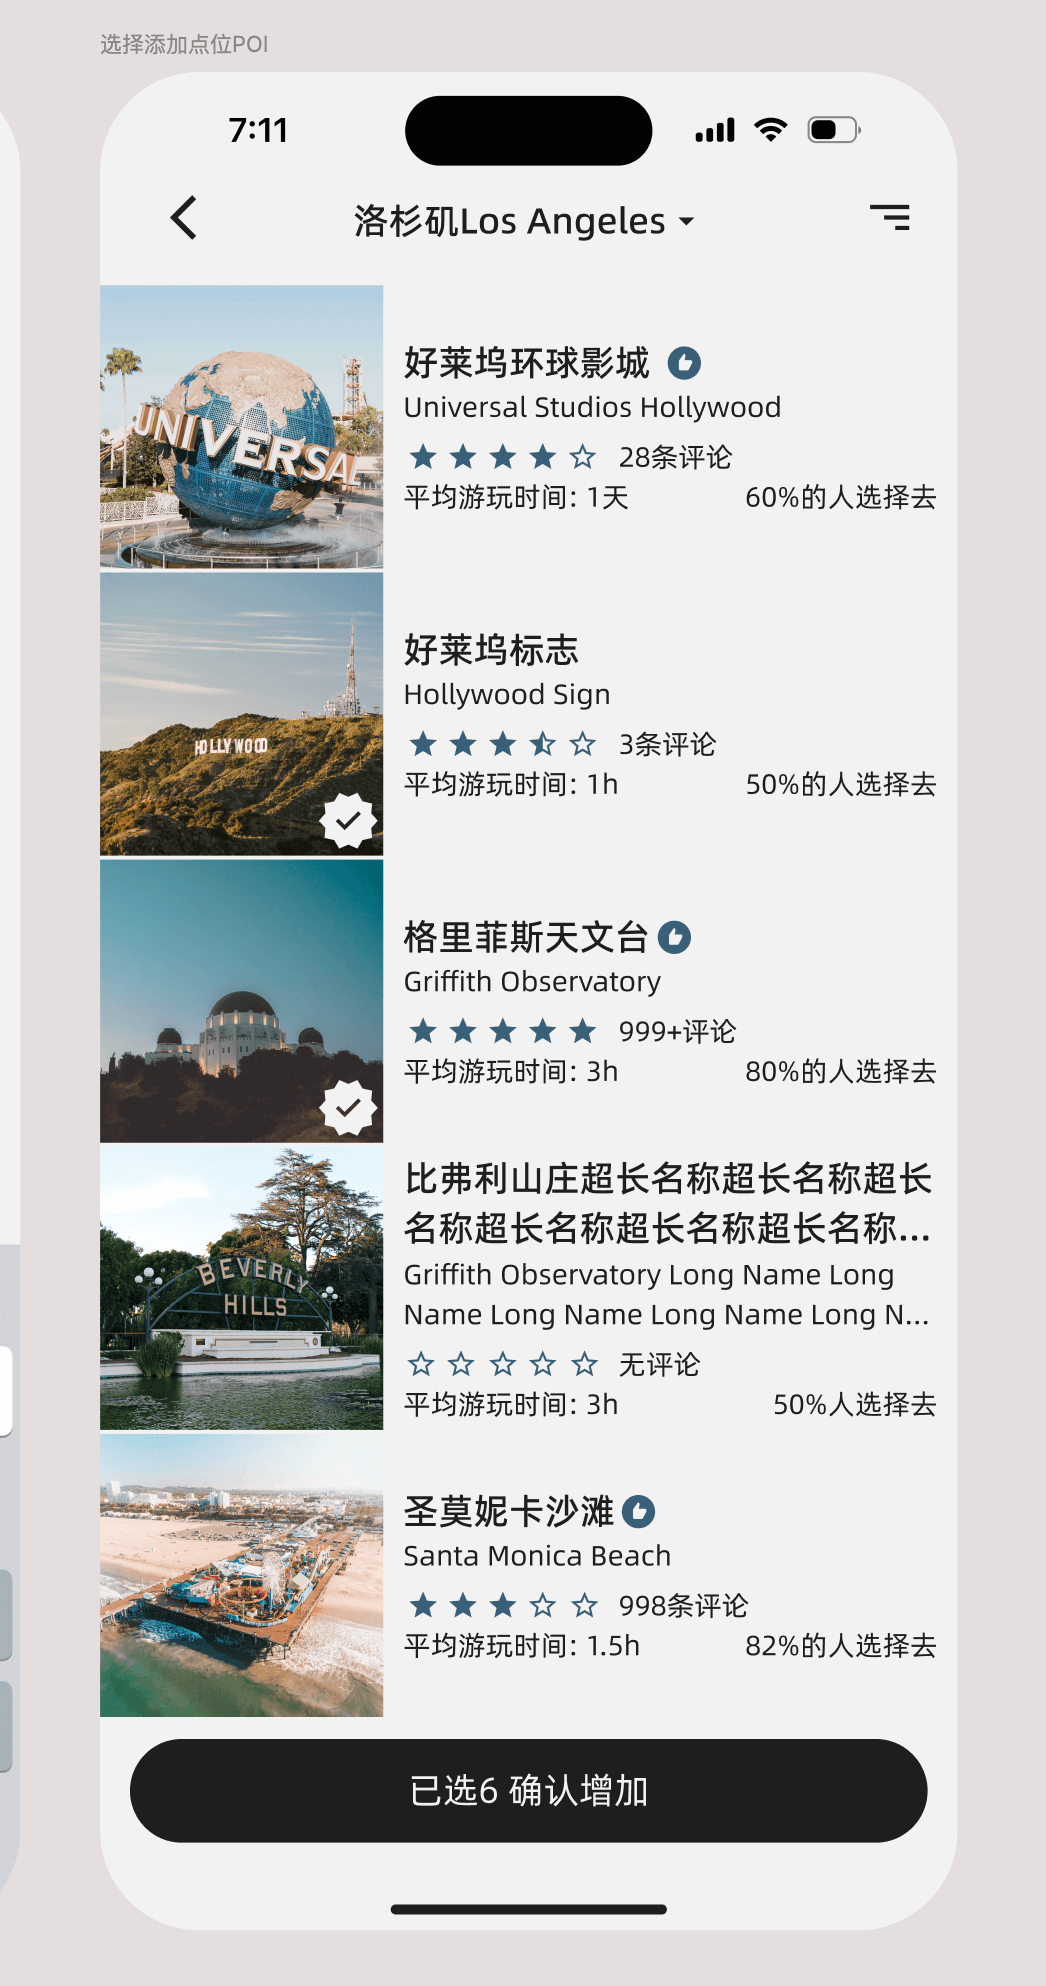 选择添加点位POI
7:11
洛杉矶Los Angeles
UNIVERSAL
好莱坞环球影城
Universal Studios Hollywood
28条评论
平均游玩时间: 1天
60%的人选择去
HOLLYWOOD
好莱坞标志
Hollywood Sign
3条评论
平均游玩时间: 1h
50%的人选择去
格里菲斯天文台
Griffith Observatory
999+评论
平均游玩时间: 3h
80%的人选择去
BEVERLY
HILLS
比弗利山庄超长名称超长名称超长
名称超长名称超长名称超长名称...
Griffith Observatory Long Name Long
Name Long Name Long Name Long N...
无评论
平均游玩时间: 3h
50%人选择去
圣莫妮卡沙滩
Santa Monica Beach
998条评论
平均游玩时间: 1.5h
82%的人选择去
已选6 确认增加